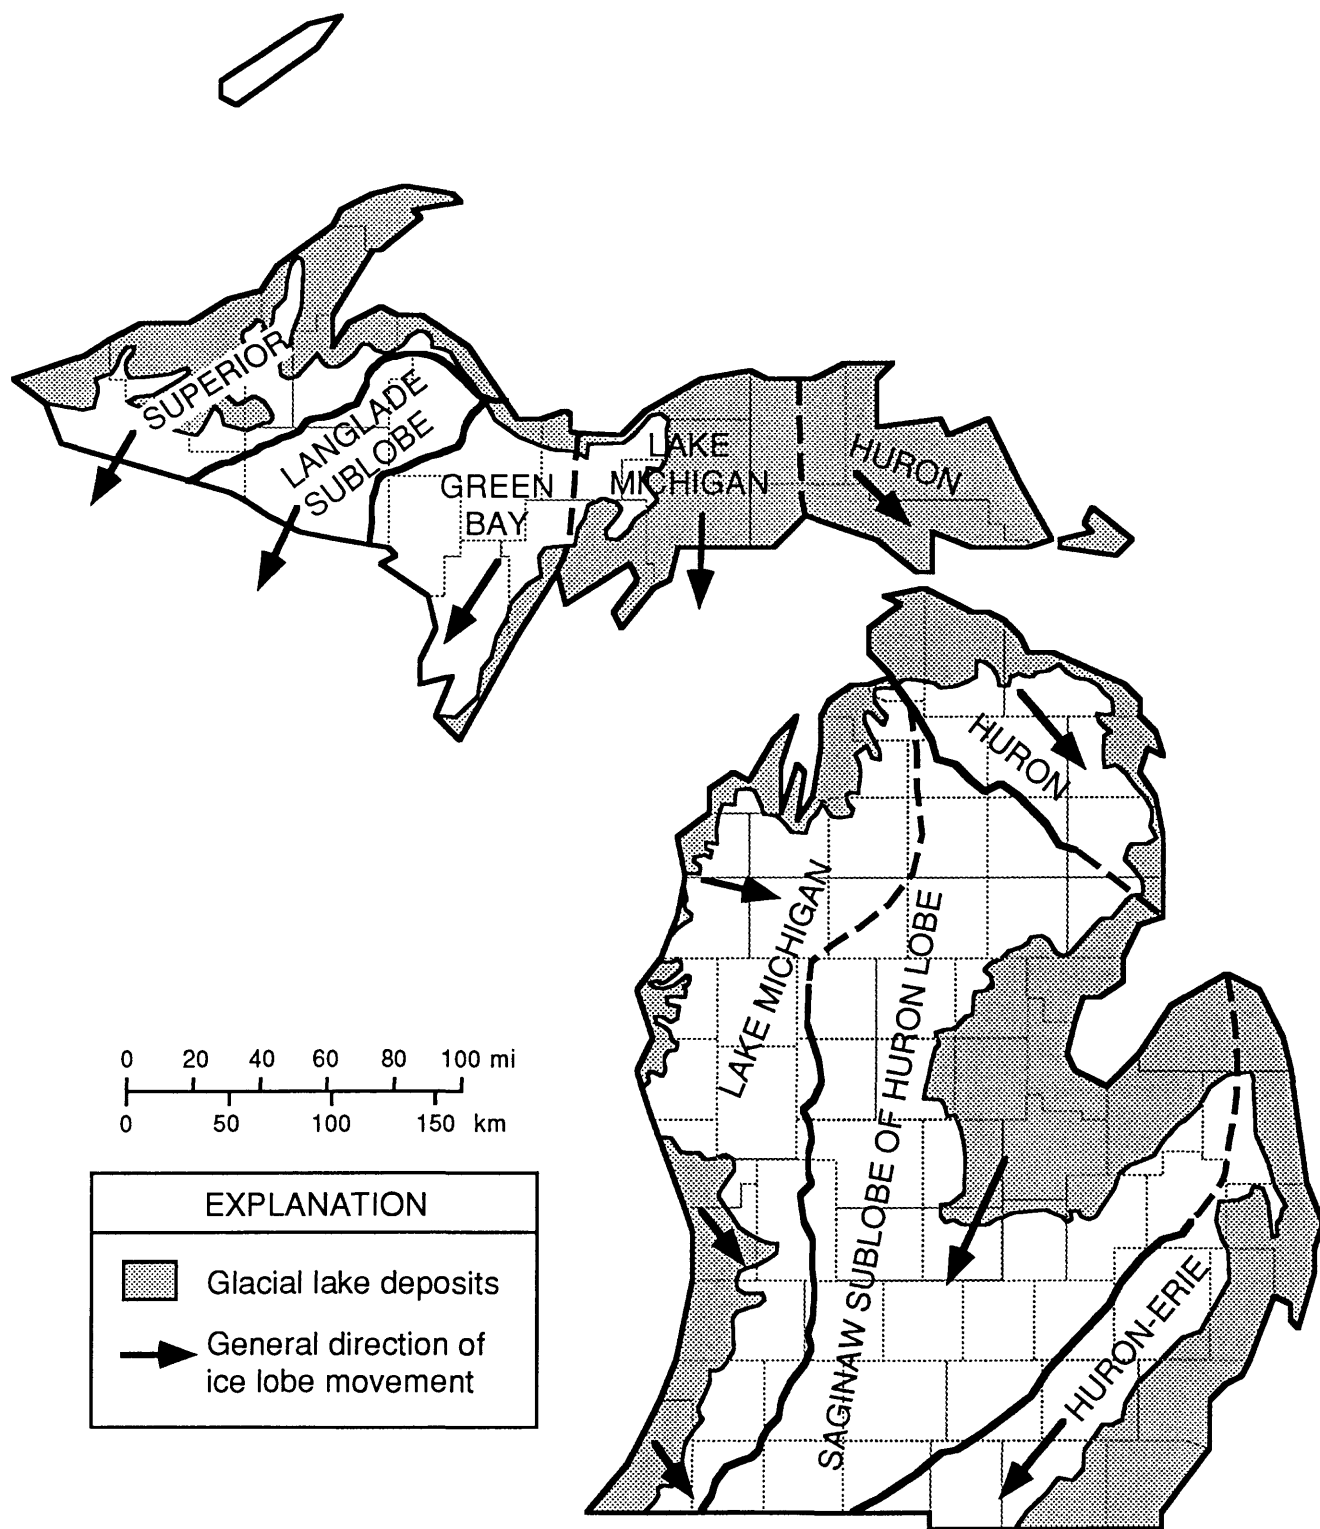 SUPERIOR
LANGLADE
SUBLOBE
GREEN
BAY
LAKE
MICHIGAN
HURON
HURON
LAKE MICHIGAN
SAGINAW SUBLOBE OF HURON LOBE
HURON-ERIE
0 20 40 60 80 100 mi
0 50 100 150 km
EXPLANATION
Glacial lake deposits
General direction of
ice lobe movement